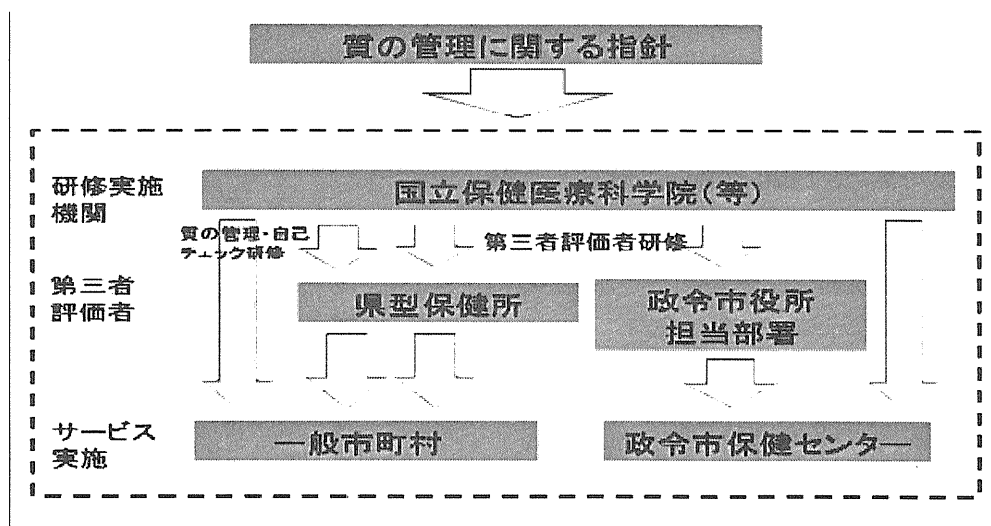 質の管理に関する指針
研修実施
機関
国立保健医療科学院(等)
質の管理・自己
チェック研修
第三者評価者研修
第三者
評価者
県型保健所
政令市役所
担当部署
サービス
実施
一般市町村
政令市保健センター